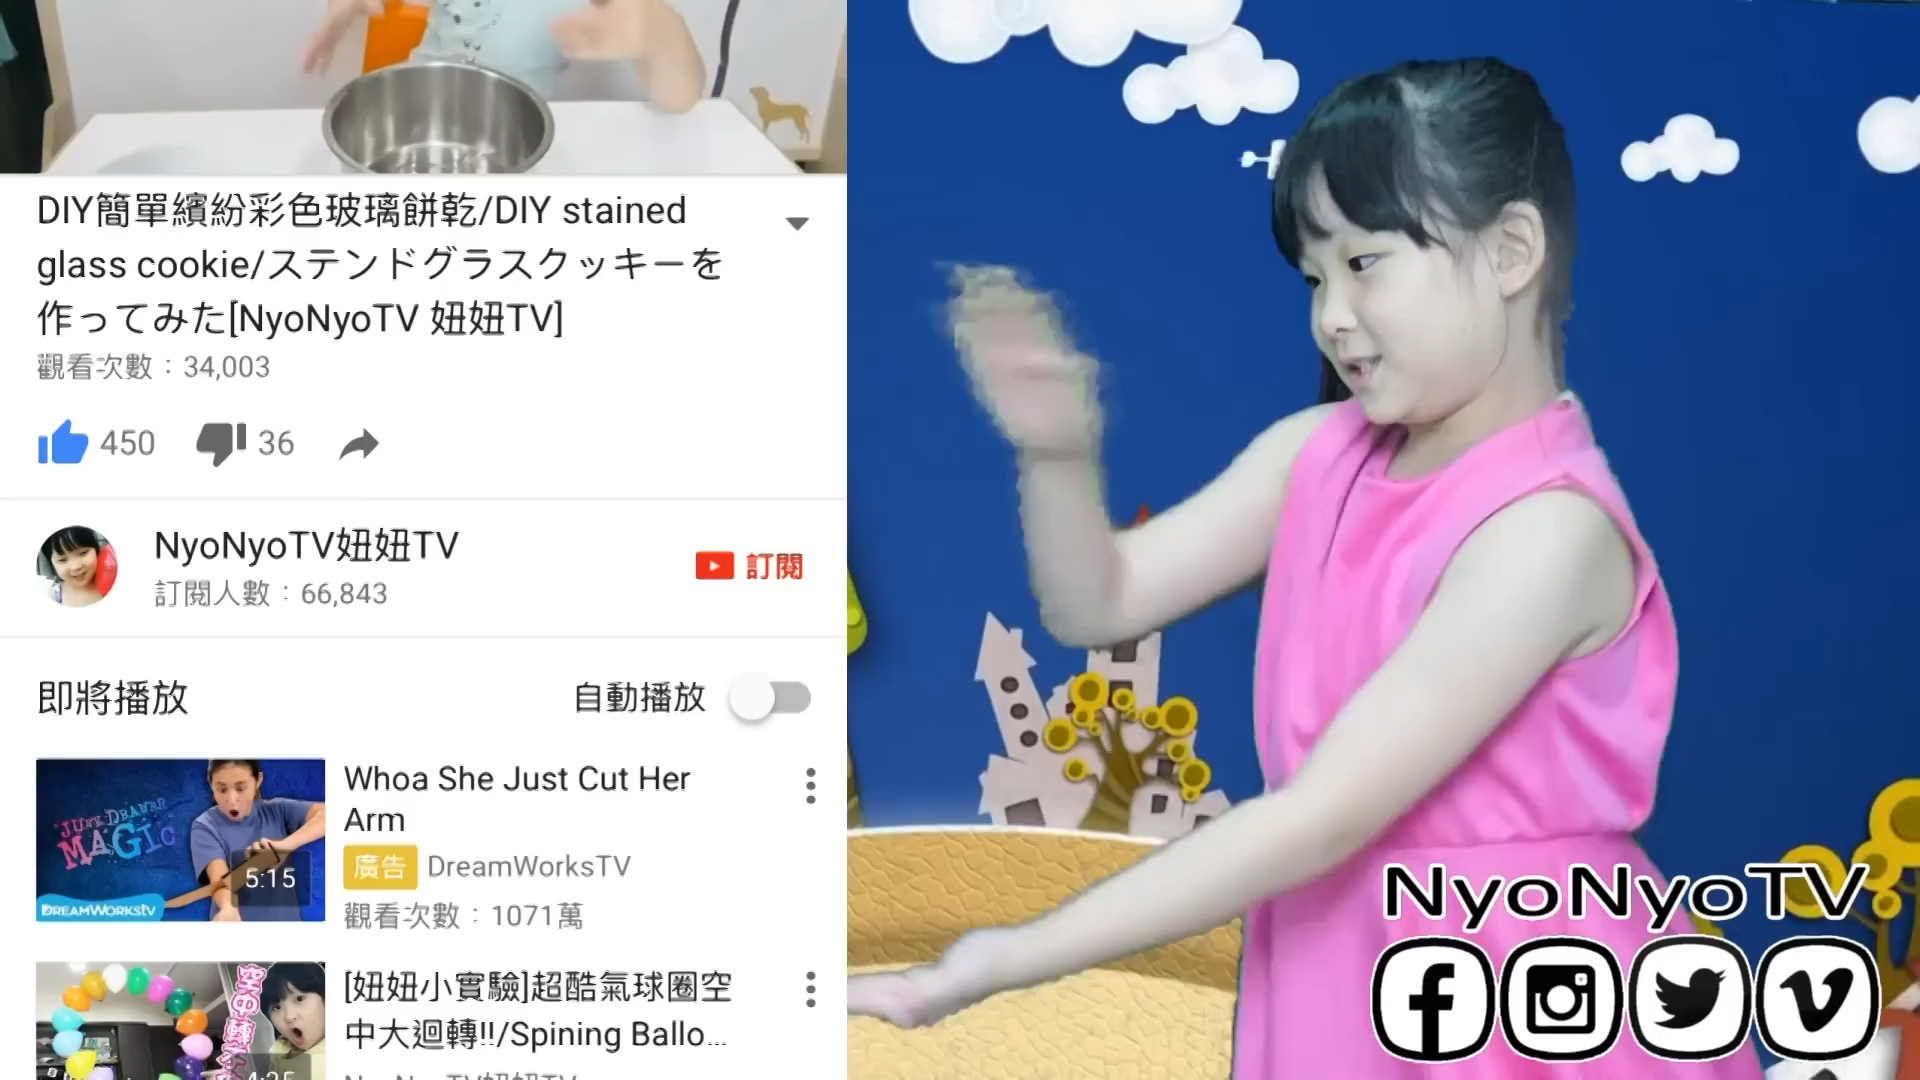 DIY簡單繽紛彩色玻璃餅乾/DIY stained
glass cookie/ステンドグラスクッキーを
作ってみた[NyoNyoTV 妞妞TV]
觀看次數：34,003
450
36
NyoNyoTV妞妞TV
訂閱
訂閱人數：66,843
即將播放
自動播放
JUNK DRAWER
MAGIC
5:15
DREAMWORKSTV
Whoa She Just Cut Her
Arm
廣告 DreamWorksTV
觀看次數：1071萬
[妞妞小實驗]超酷氣球圈空
中大迴轉!!/Spining Ballo...
NyoNyoTV